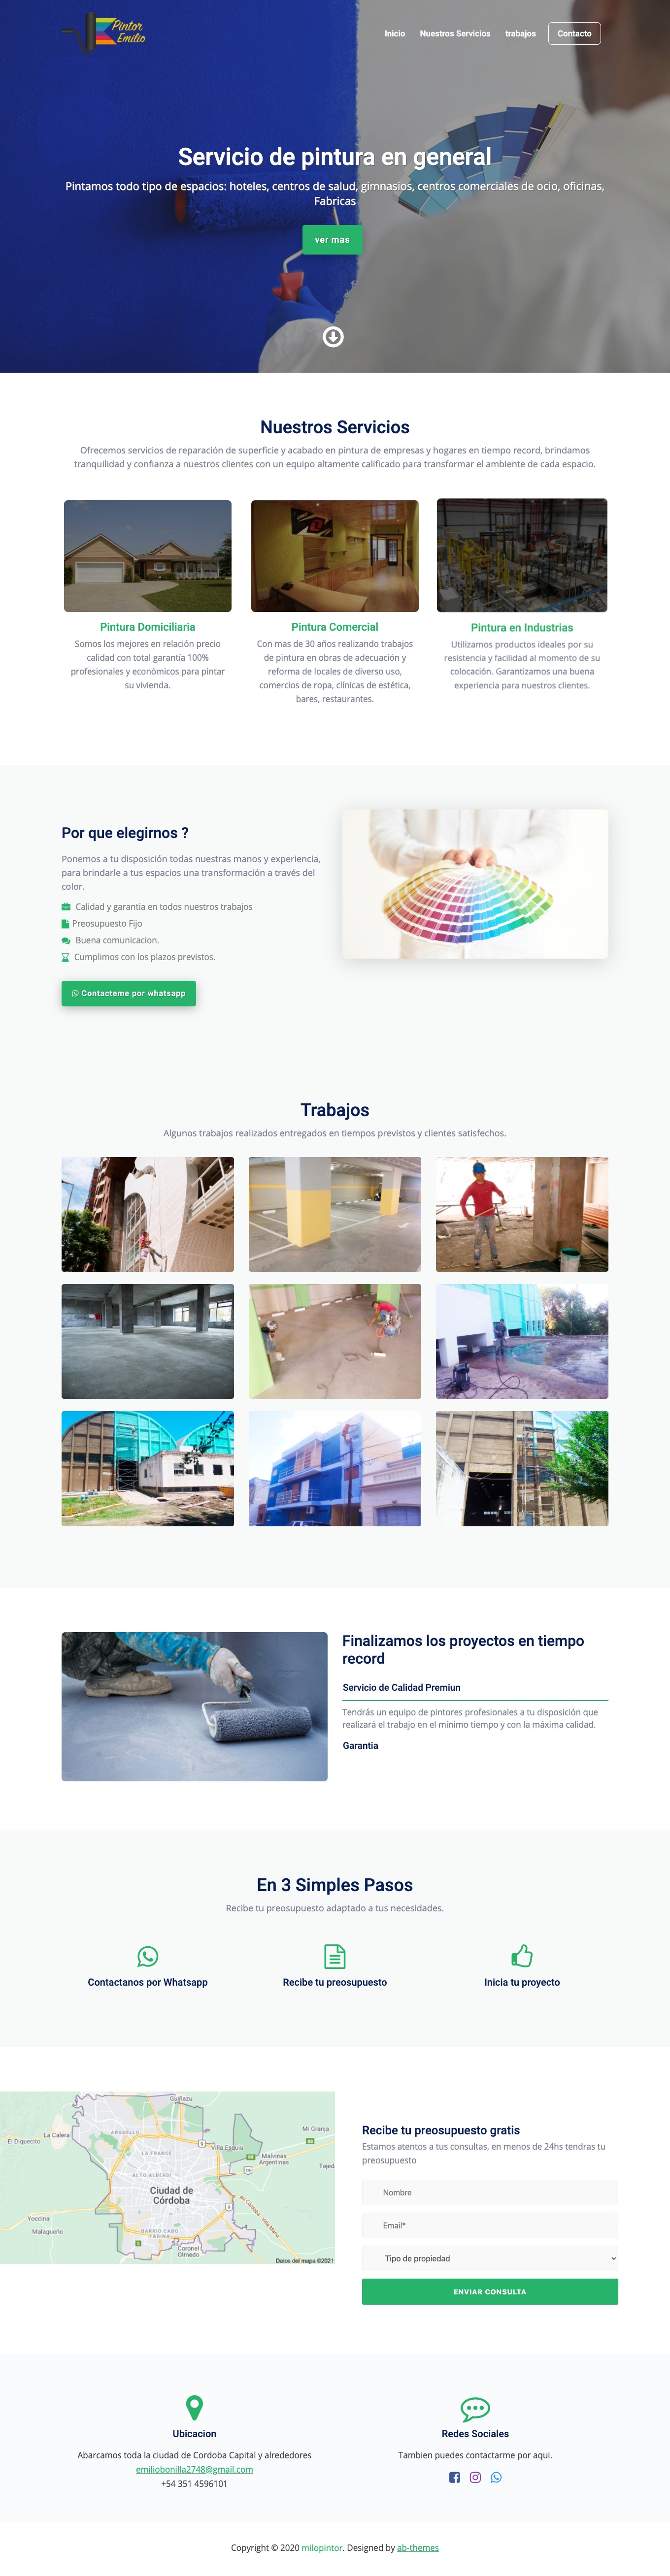 Pintor
Emilio
Inicio
Nuestros Servicios
trabajos
Contacto
Servicio de pintura en general
Pintamos todo tipo de espacios: hoteles, centros de salud, gimnasios, centros comerciales de ocio, oficinas,
Fabricas
ver mas
Nuestros Servicios
Ofrecemos servicios de reparación de superficie y acabado en pintura de empresas y hogares en tiempo record, brindamos
tranquilidad y confianza a nuestros clientes con un equipo altamente calificado para transformar el ambiente de cada espacio.
Pintura Domiciliaria
Somos los mejores en relación precio
calidad con total garantía 100%
profesionales y económicos para pintar
su vivienda.
Pintura Comercial
Con mas de 30 años realizando trabajos
de pintura en obras de adecuación y
reforma de locales de diverso uso,
comercios de ropa, clínicas de estética,
bares, restaurantes.
Pintura en Industrias
Utilizamos productos ideales por su
resistencia y facilidad al momento de su
colocación. Garantizamos una buena
experiencia para nuestros clientes.
Por que elegirnos ?
Ponemos a tu disposición todas nuestras manos y experiencia,
para brindarle a tus espacios una transformación a través del
color.
Calidad y garantia en todos nuestros trabajos
Preosupuesto Fijo
Buena comunicacion.
Cumplimos con los plazos previstos.
Contacteme por whatsapp
Trabajos
Algunos trabajos realizados entregados en tiempos previstos y clientes satisfechos.
Finalizamos los proyectos en tiempo
record
Servicio de Calidad Premiun
Tendrás un equipo de pintores profesionales a tu disposición que
realizará el trabajo en el mínimo tiempo y con la máxima calidad.
Garantia
En 3 Simples Pasos
Recibe tu preosupuesto adaptado a tus necesidades.
Contactanos por Whatsapp
Recibe tu preosupuesto
Inicia tu proyecto
Guiñazu
La Calera
ARGUELLO
Mi Granja
El Diquecito
LA FRANCE
Villa Esquiú
Malvinas
Argentinas
Tejed
ALTO ALBERDI
Ciudad de
Córdoba
Av. Córdoba - Villa María
Yoccina
Malagueño
BARRIO CABO
FARINA
Coronel
Olmedo
Datos del mapa ©2021
Recibe tu preosupuesto gratis
Estamos atentos a tus consultas, en menos de 24hs tendras tu
preosupuesto
Nombre
Email*
Tipo de propiedad
ENVIAR CONSULTA
Ubicacion
Abarcamos toda la ciudad de Cordoba Capital y alrededores
emiliobonilla2748@gmail.com
+54 351 4596101
Redes Sociales
Tambien puedes contactarme por aqui.
Copyright © 2020 milopintor. Designed by ab-themes